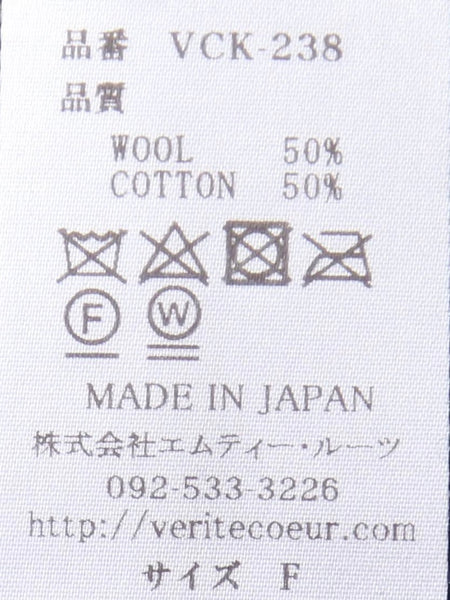 品番 VCK-238
品質
WOOL 50%
COTTON 50%
F W
MADE IN JAPAN
株式会社エムティー・ルーツ
092-533-3226
http://veritecoeur.com
サイズ F